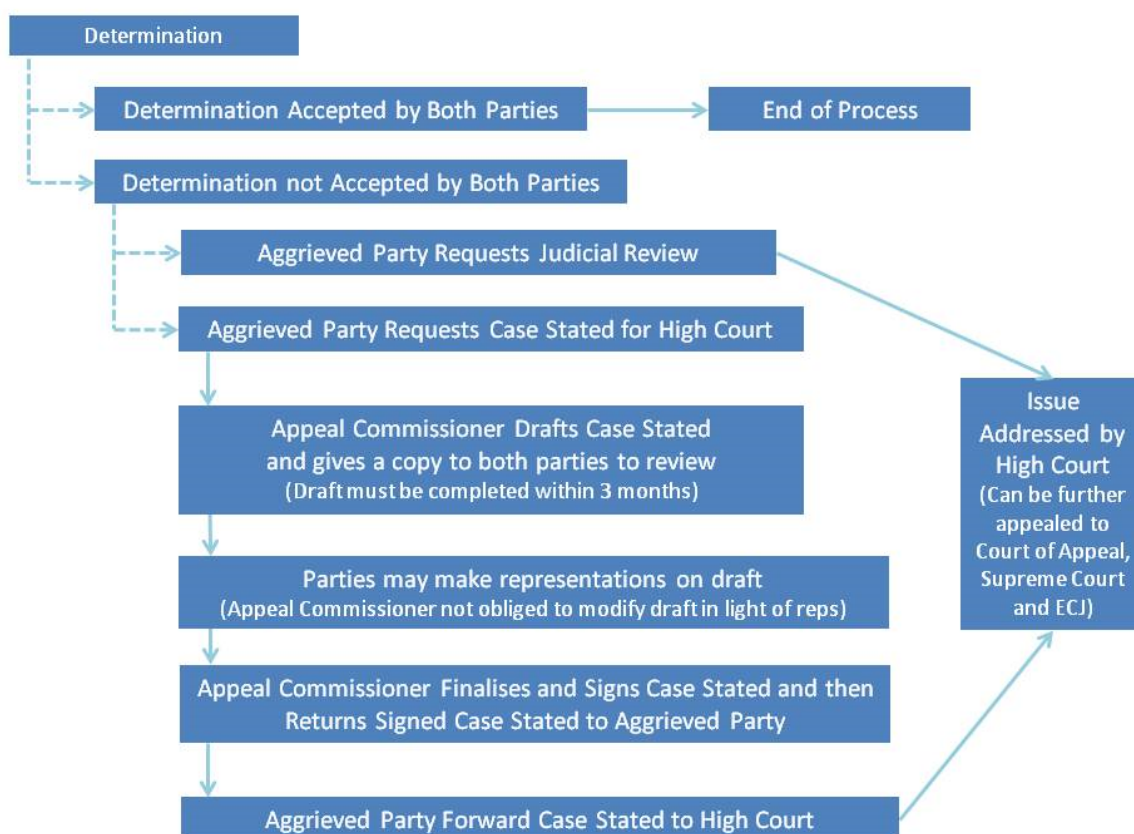 Determination
Determination Accepted by Both Parties
End of Process
Determination not Accepted by Both Parties
Aggrieved Party Requests Judicial Review
Aggrieved Party Requests Case Stated for High Court
Appeal Commissioner Drafts Case Stated
and gives a copy to both parties to review
(Draft must be completed within 3 months)
Parties may make representations on draft
(Appeal Commissioner not obliged to modify draft in light of reps)
Appeal Commissioner Finalises and Signs Case Stated and then
Returns Signed Case Stated to Aggrieved Party
Aggrieved Party Forward Case Stated to High Court
Issue
Addressed by
High Court
(Can be further
appealed to
Court of Appeal,
Supreme Court
and ECJ)